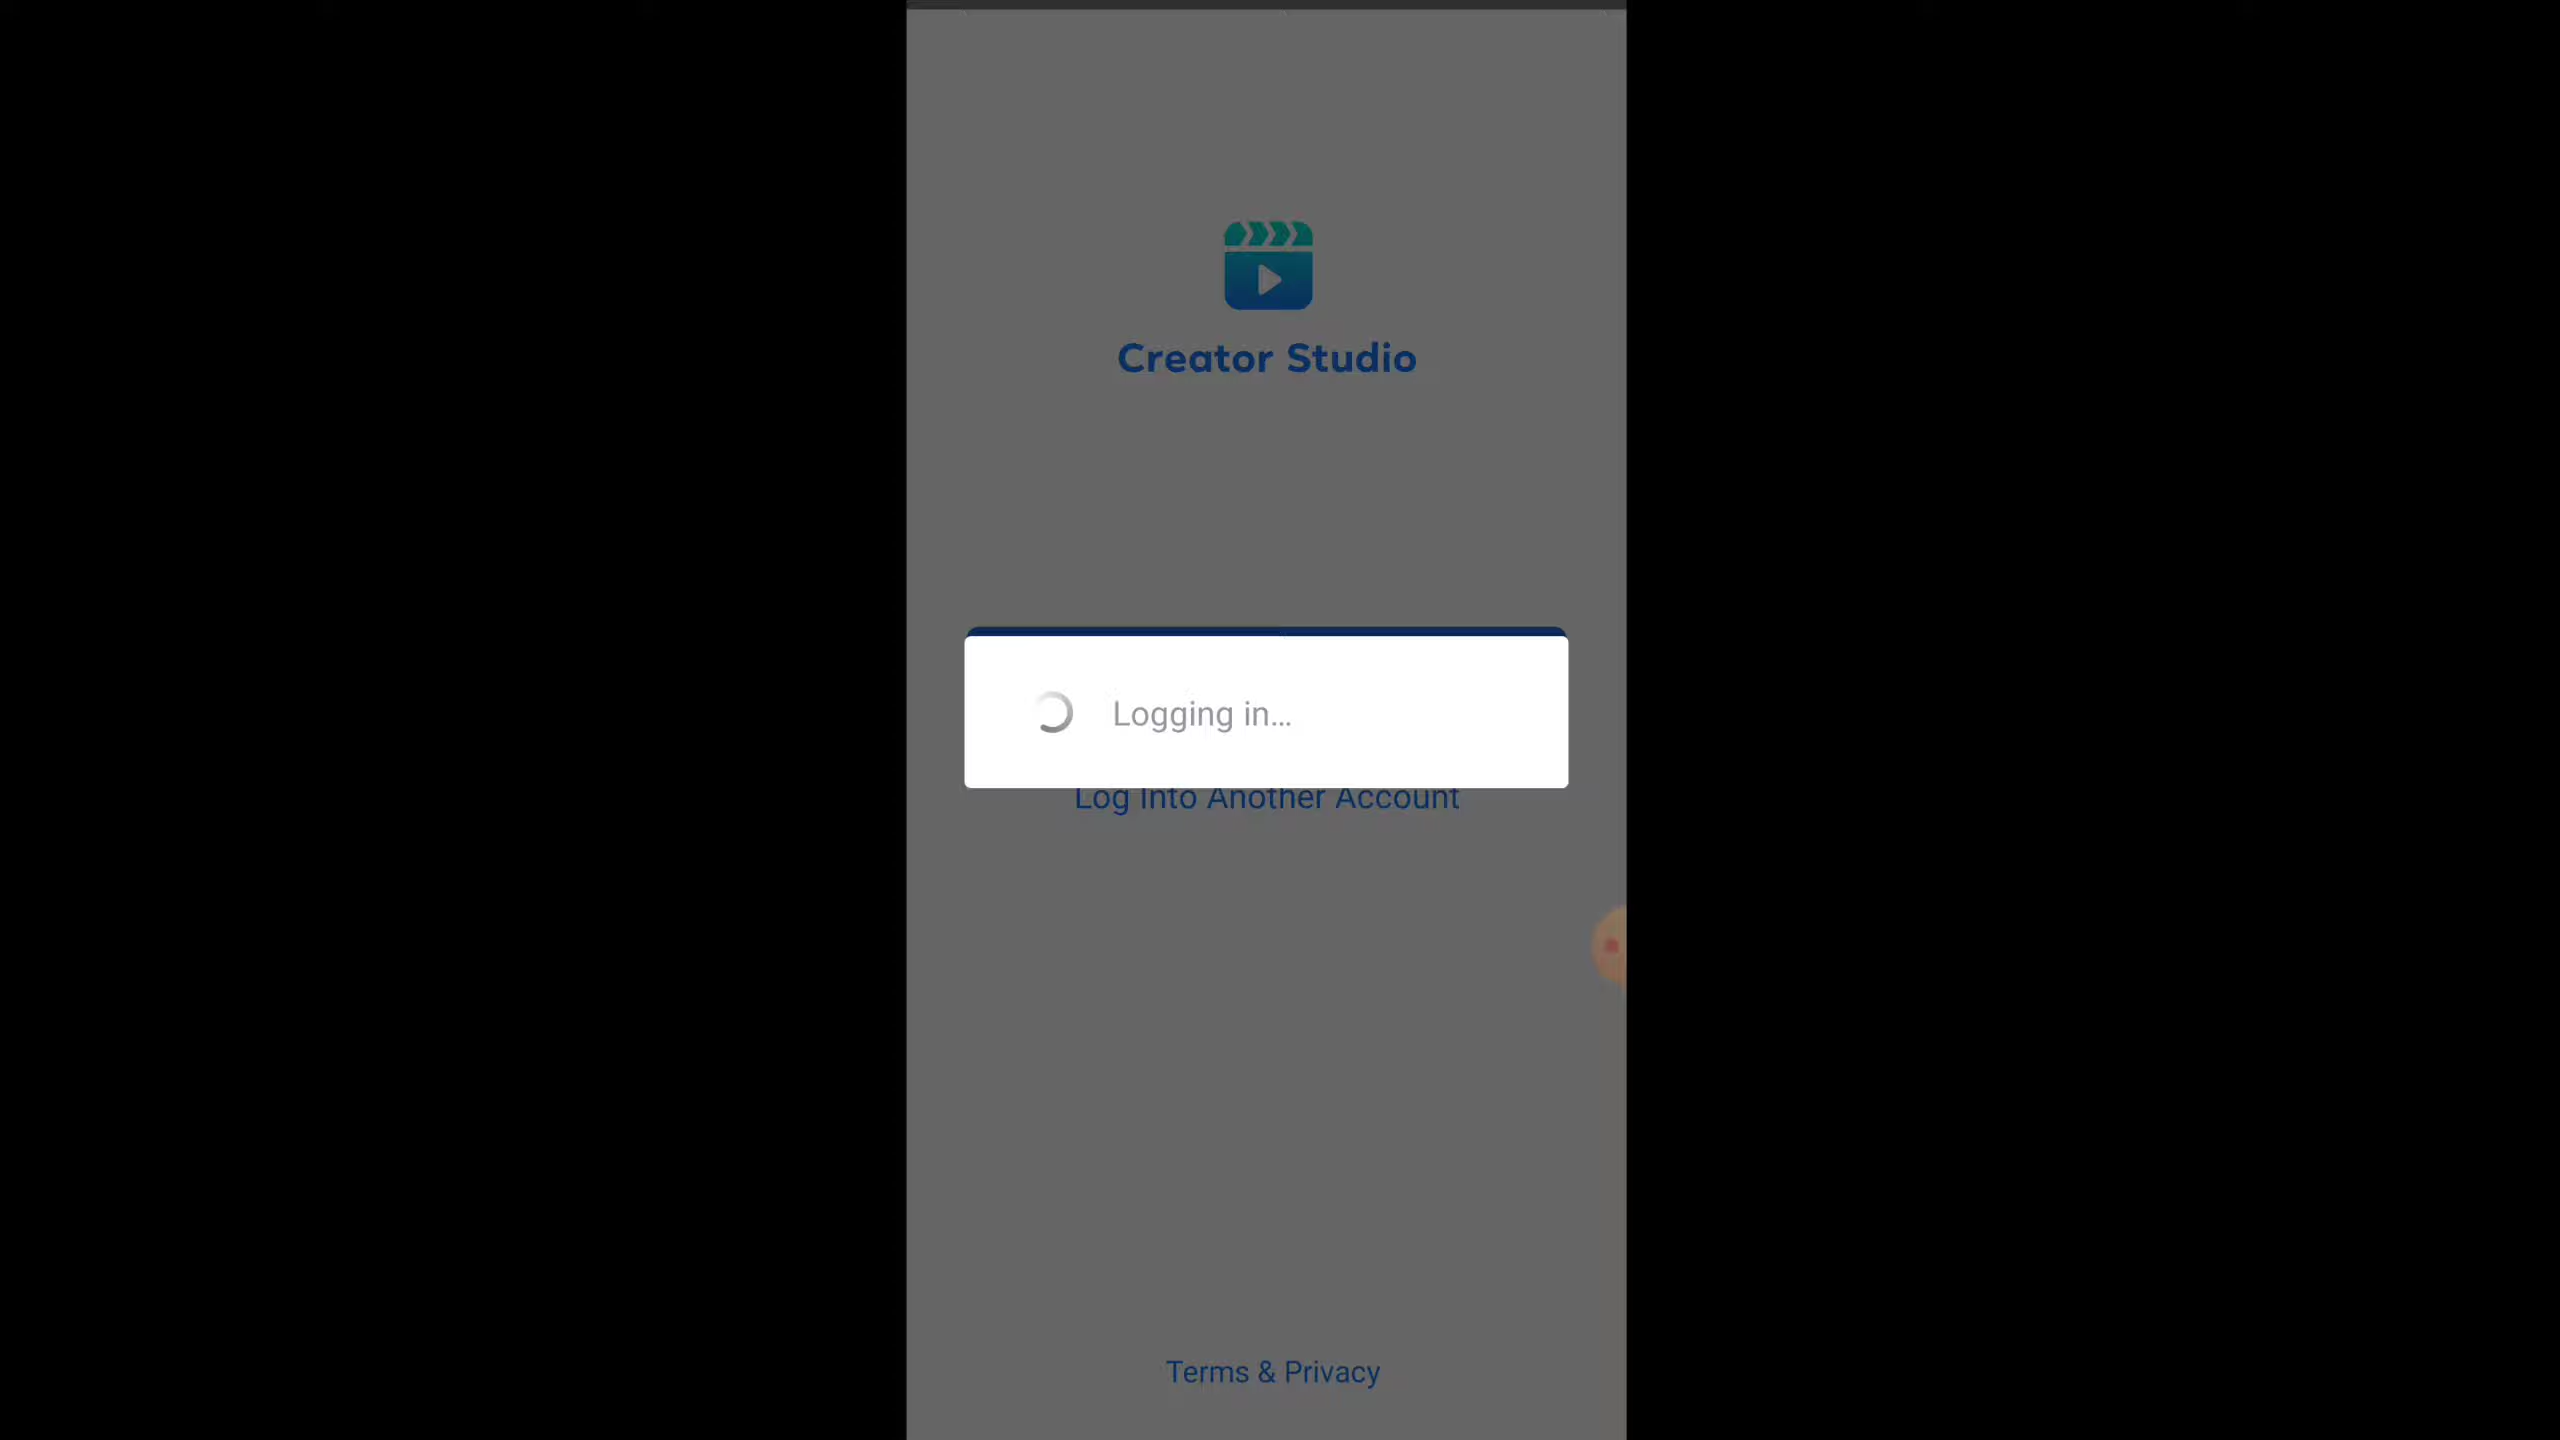 Creator Studio
Logging in...
Log Into Another Account
Terms & Privacy